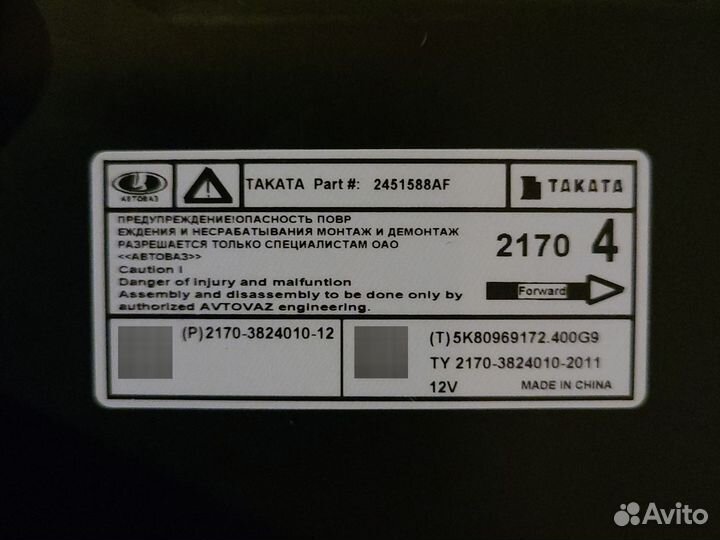 АВТОВАЗ
TAKATA Part #: 2451588AF
TAKATA
ПРЕДУПРЕЖДЕНИЕ!ОПАСНОСТЬ ПОВР
ЕЖДЕНИЯ И НЕСРАБАТЫВАНИЯ МОНТАЖ И ДЕМОНТАЖ
РАЗРЕШАЕТСЯ ТОЛЬКО СПЕЦИАЛИСТАМ ОАО
<<АВТОВАЗ>>
Caution !
Danger of injury and malfuntion
Assembly and disassembly to be done only by
authorized AVTOVAZ engineering.
2170 4
Forward
(P)2170-3824010-12
(T)5K80969172.400G9
TY 2170-3824010-2011
12V MADE IN CHINA
Avito